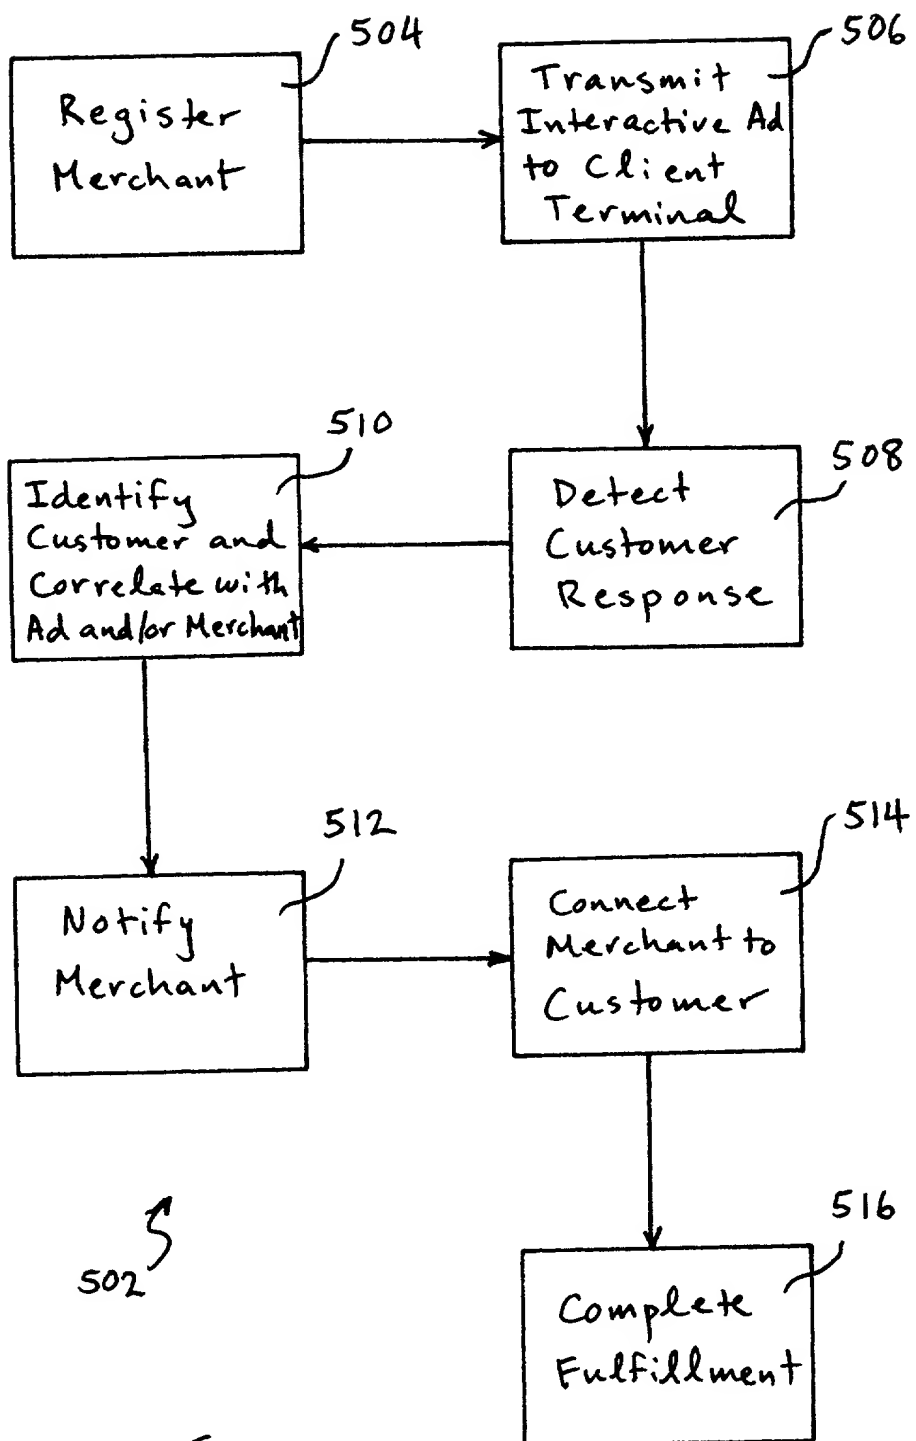 504
Register
Merchant
506
Transmit
Interactive Ad
to Client
Terminal
510
Identify
Customer and
Correlate with
Ad and/or Merchant
508
Detect
Customer
Response
512
Notify
Merchant
514
Connect
Merchant to
Customer
502
516
Complete
Fulfillment